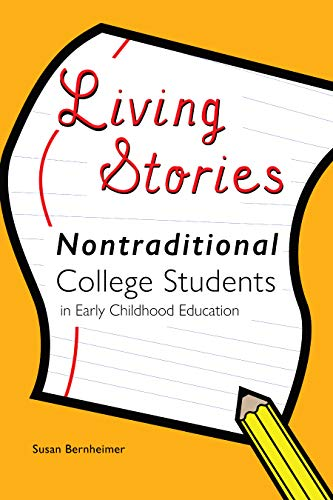 Living
Stories
Nontraditional
College Students
in Early Childhood Education
Susan Bernheimer